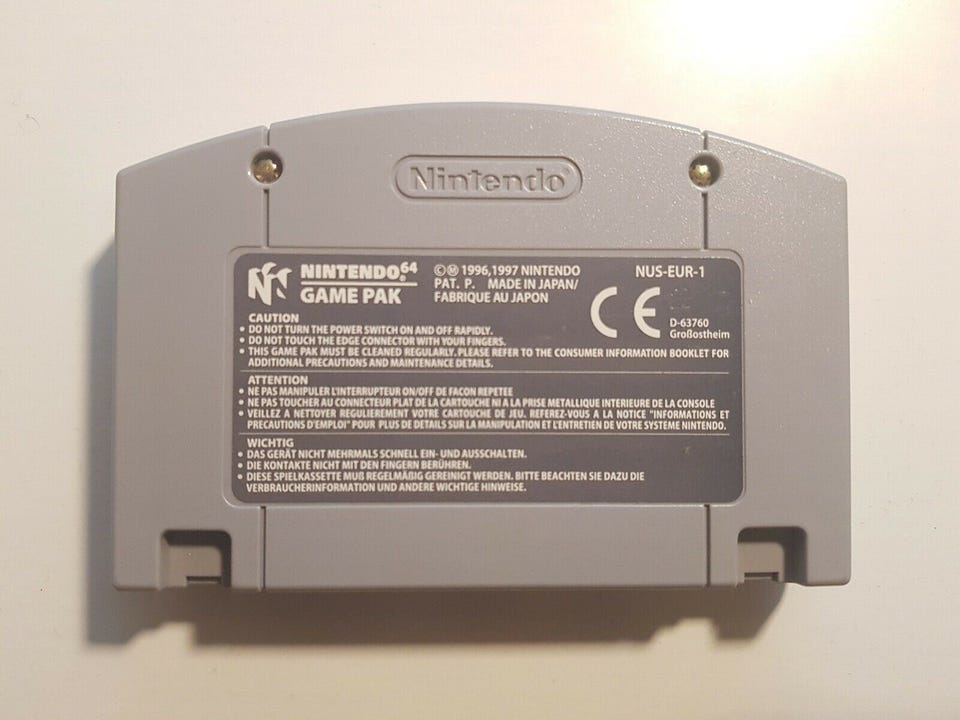 Nintendo
NINTENDO64®
GAME PAK
©Ⓜ 1996,1997 NINTENDO
PAT. P. MADE IN JAPAN/
FABRIQUE AU JAPON
NUS-EUR-1
CE
D-63760
Großostheim
CAUTION
• DO NOT TURN THE POWER SWITCH ON AND OFF RAPIDLY.
• DO NOT TOUCH THE EDGE CONNECTOR WITH YOUR FINGERS.
• THIS GAME PAK MUST BE CLEANED REGULARLY. PLEASE REFER TO THE CONSUMER INFORMATION BOOKLET FOR
ADDITIONAL PRECAUTIONS AND MAINTENANCE DETAILS.
ATTENTION
• NE PAS MANIPULER L'INTERRUPTEUR ON/OFF DE FACON REPETEE
• NE PAS TOUCHER AU CONNECTEUR PLAT DE LA CARTOUCHE NI A LA PRISE METALLIQUE INTERIEURE DE LA CONSOLE
• VEILLEZ A NETTOYER REGULIEREMENT VOTRE CARTOUCHE DE JEU. REFEREZ-VOUS A LA NOTICE "INFORMATIONS ET
PRECAUTIONS D'EMPLOI" POUR PLUS DE DETAILS SUR LA MANIPULATION ET L'ENTRETIEN DE VOTRE SYSTEME NINTENDO.
WICHTIG
• DAS GERÄT NICHT MEHRMALS SCHNELL EIN- UND AUSSCHALTEN.
• DIE KONTAKTE NICHT MIT DEN FINGERN BERÜHREN.
• DIESE SPIELKASSETTE MUß REGELMÄßIG GEREINIGT WERDEN. BITTE BEACHTEN SIE DAZU DIE
VERBRAUCHERINFORMATION UND ANDERE WICHTIGE HINWEISE.